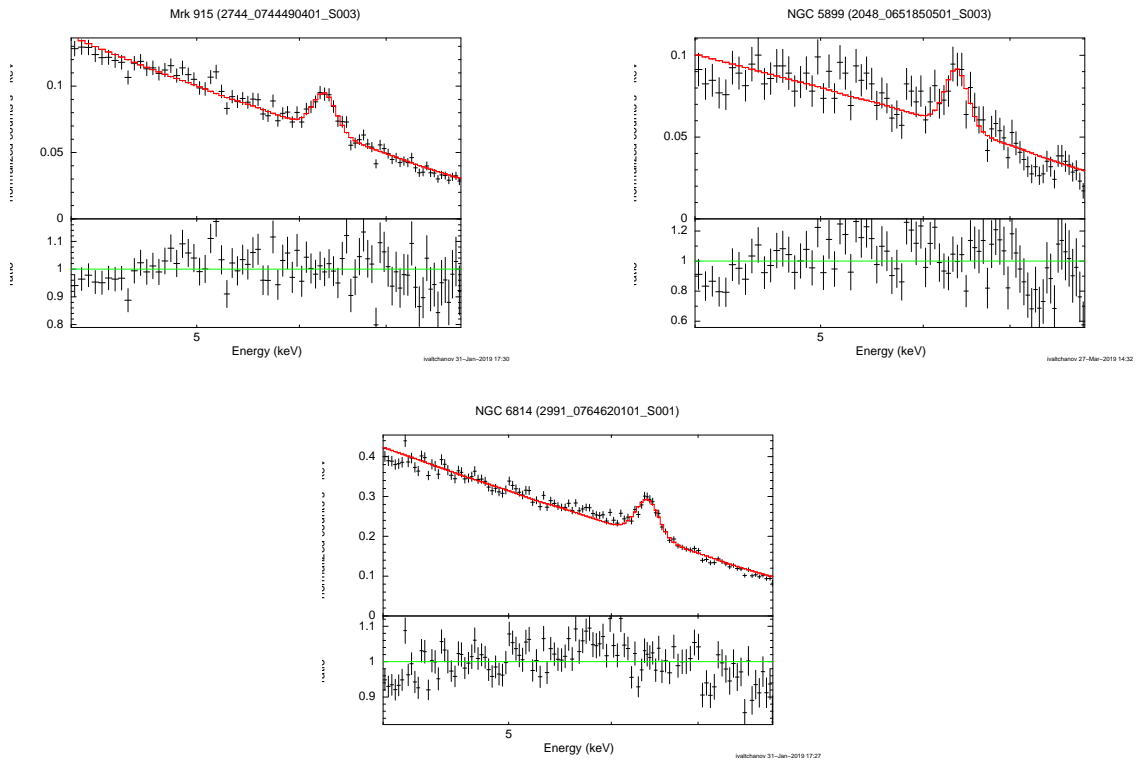 Mrk 915 (2744_0744490401_S003)
0.1
0.05
0
1.1
1
0.9
0.8
5
Energy (keV)
ivaltchanov 31-Jan-2019 17:30
NGC 5899 (2048_0651850501_S003)
0.1
0.05
0
1.2
1
0.8
0.6
5
Energy (keV)
ivaltchanov 27-Mar-2019 14:32
NGC 6814 (2991_0764620101_S001)
0.4
0.3
0.2
0.1
0
1.1
1
0.9
5
Energy (keV)
ivaltchanov 31-Jan-2019 17:27